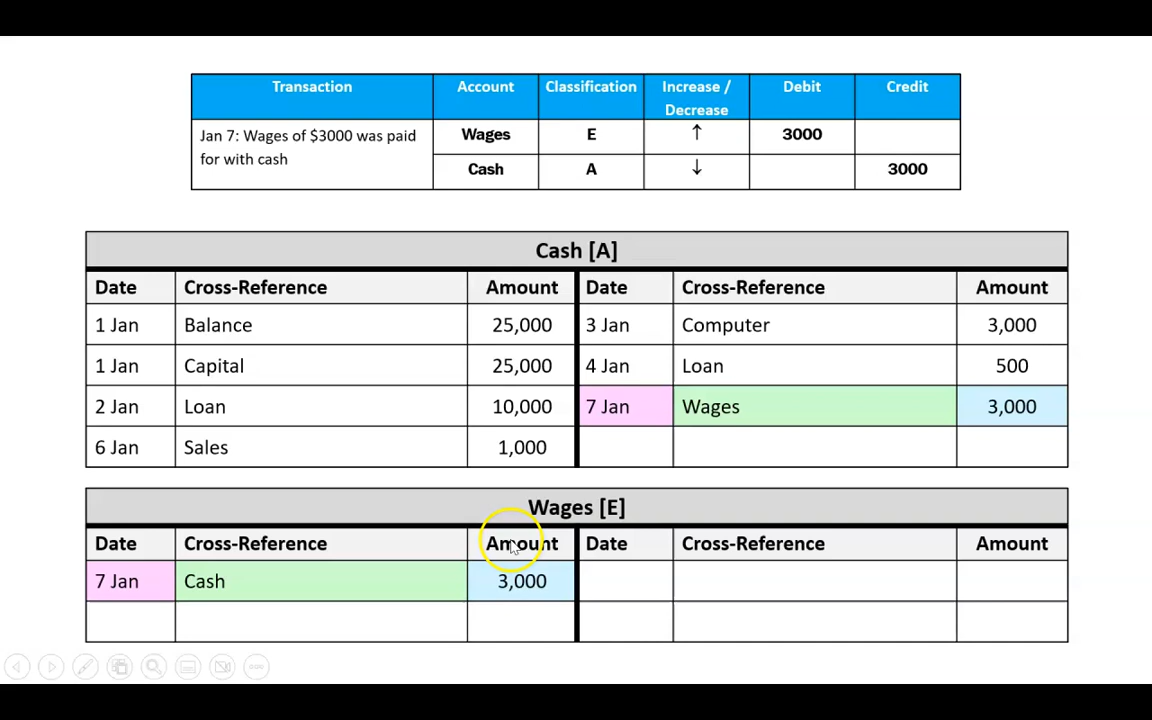 Transaction Account Classification Increase / Decrease Debit Credit
Jan 7: Wages of $3000 was paid for with cash
Wages E ↑ 3000
Cash A ↓ 3000
Cash [A]
Date Cross-Reference Amount Date Cross-Reference Amount
1 Jan Balance 25,000 3 Jan Computer 3,000
1 Jan Capital 25,000 4 Jan Loan 500
2 Jan Loan 10,000 7 Jan Wages 3,000
6 Jan Sales 1,000
Wages [E]
Date Cross-Reference Amount Date Cross-Reference Amount
7 Jan Cash 3,000